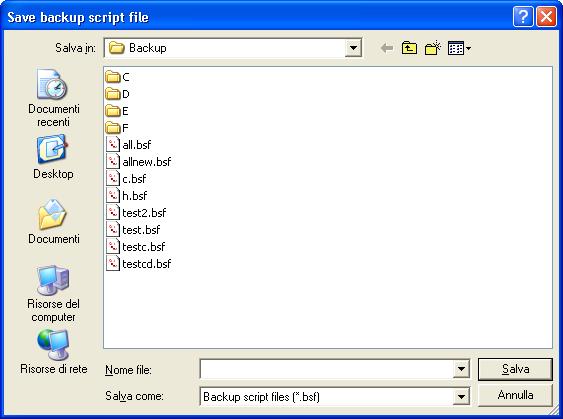 Save backup script file
Salva in:
Backup
Documenti
recenti
Desktop
Documenti
Risorse del
computer
Risorse di rete
C
D
E
F
all.bsf
allnew.bsf
c.bsf
h.bsf
test2.bsf
test.bsf
testc.bsf
testcd.bsf
Nome file:
Salva
Salva come:
Backup script files (*.bsf)
Annulla